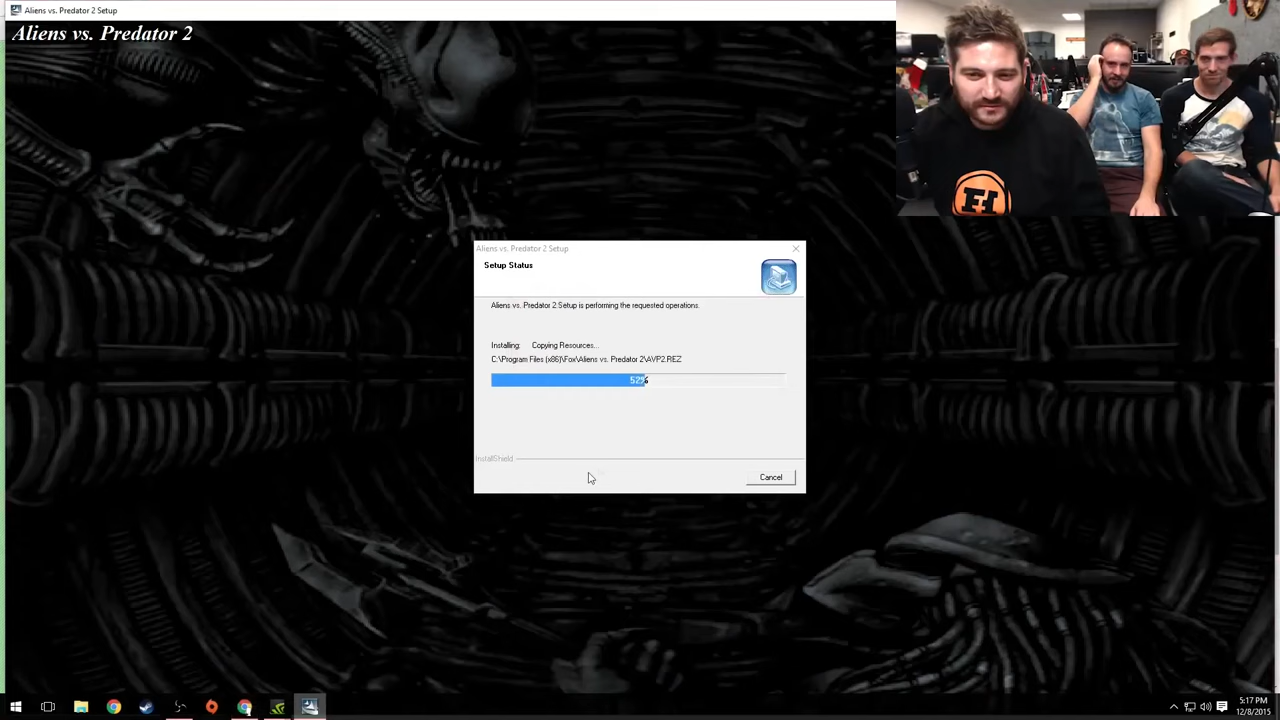 Aliens vs. Predator 2 Setup
Aliens vs. Predator 2
Aliens vs. Predator 2 Setup
Setup Status
Aliens vs. Predator 2 Setup is performing the requested operations.
Installing: Copying Resources...
C:\Program Files (x86)\Fox\Aliens vs. Predator 2\AVP2.REZ
52%
InstallShield
Cancel
5:17 PM
12/8/2015